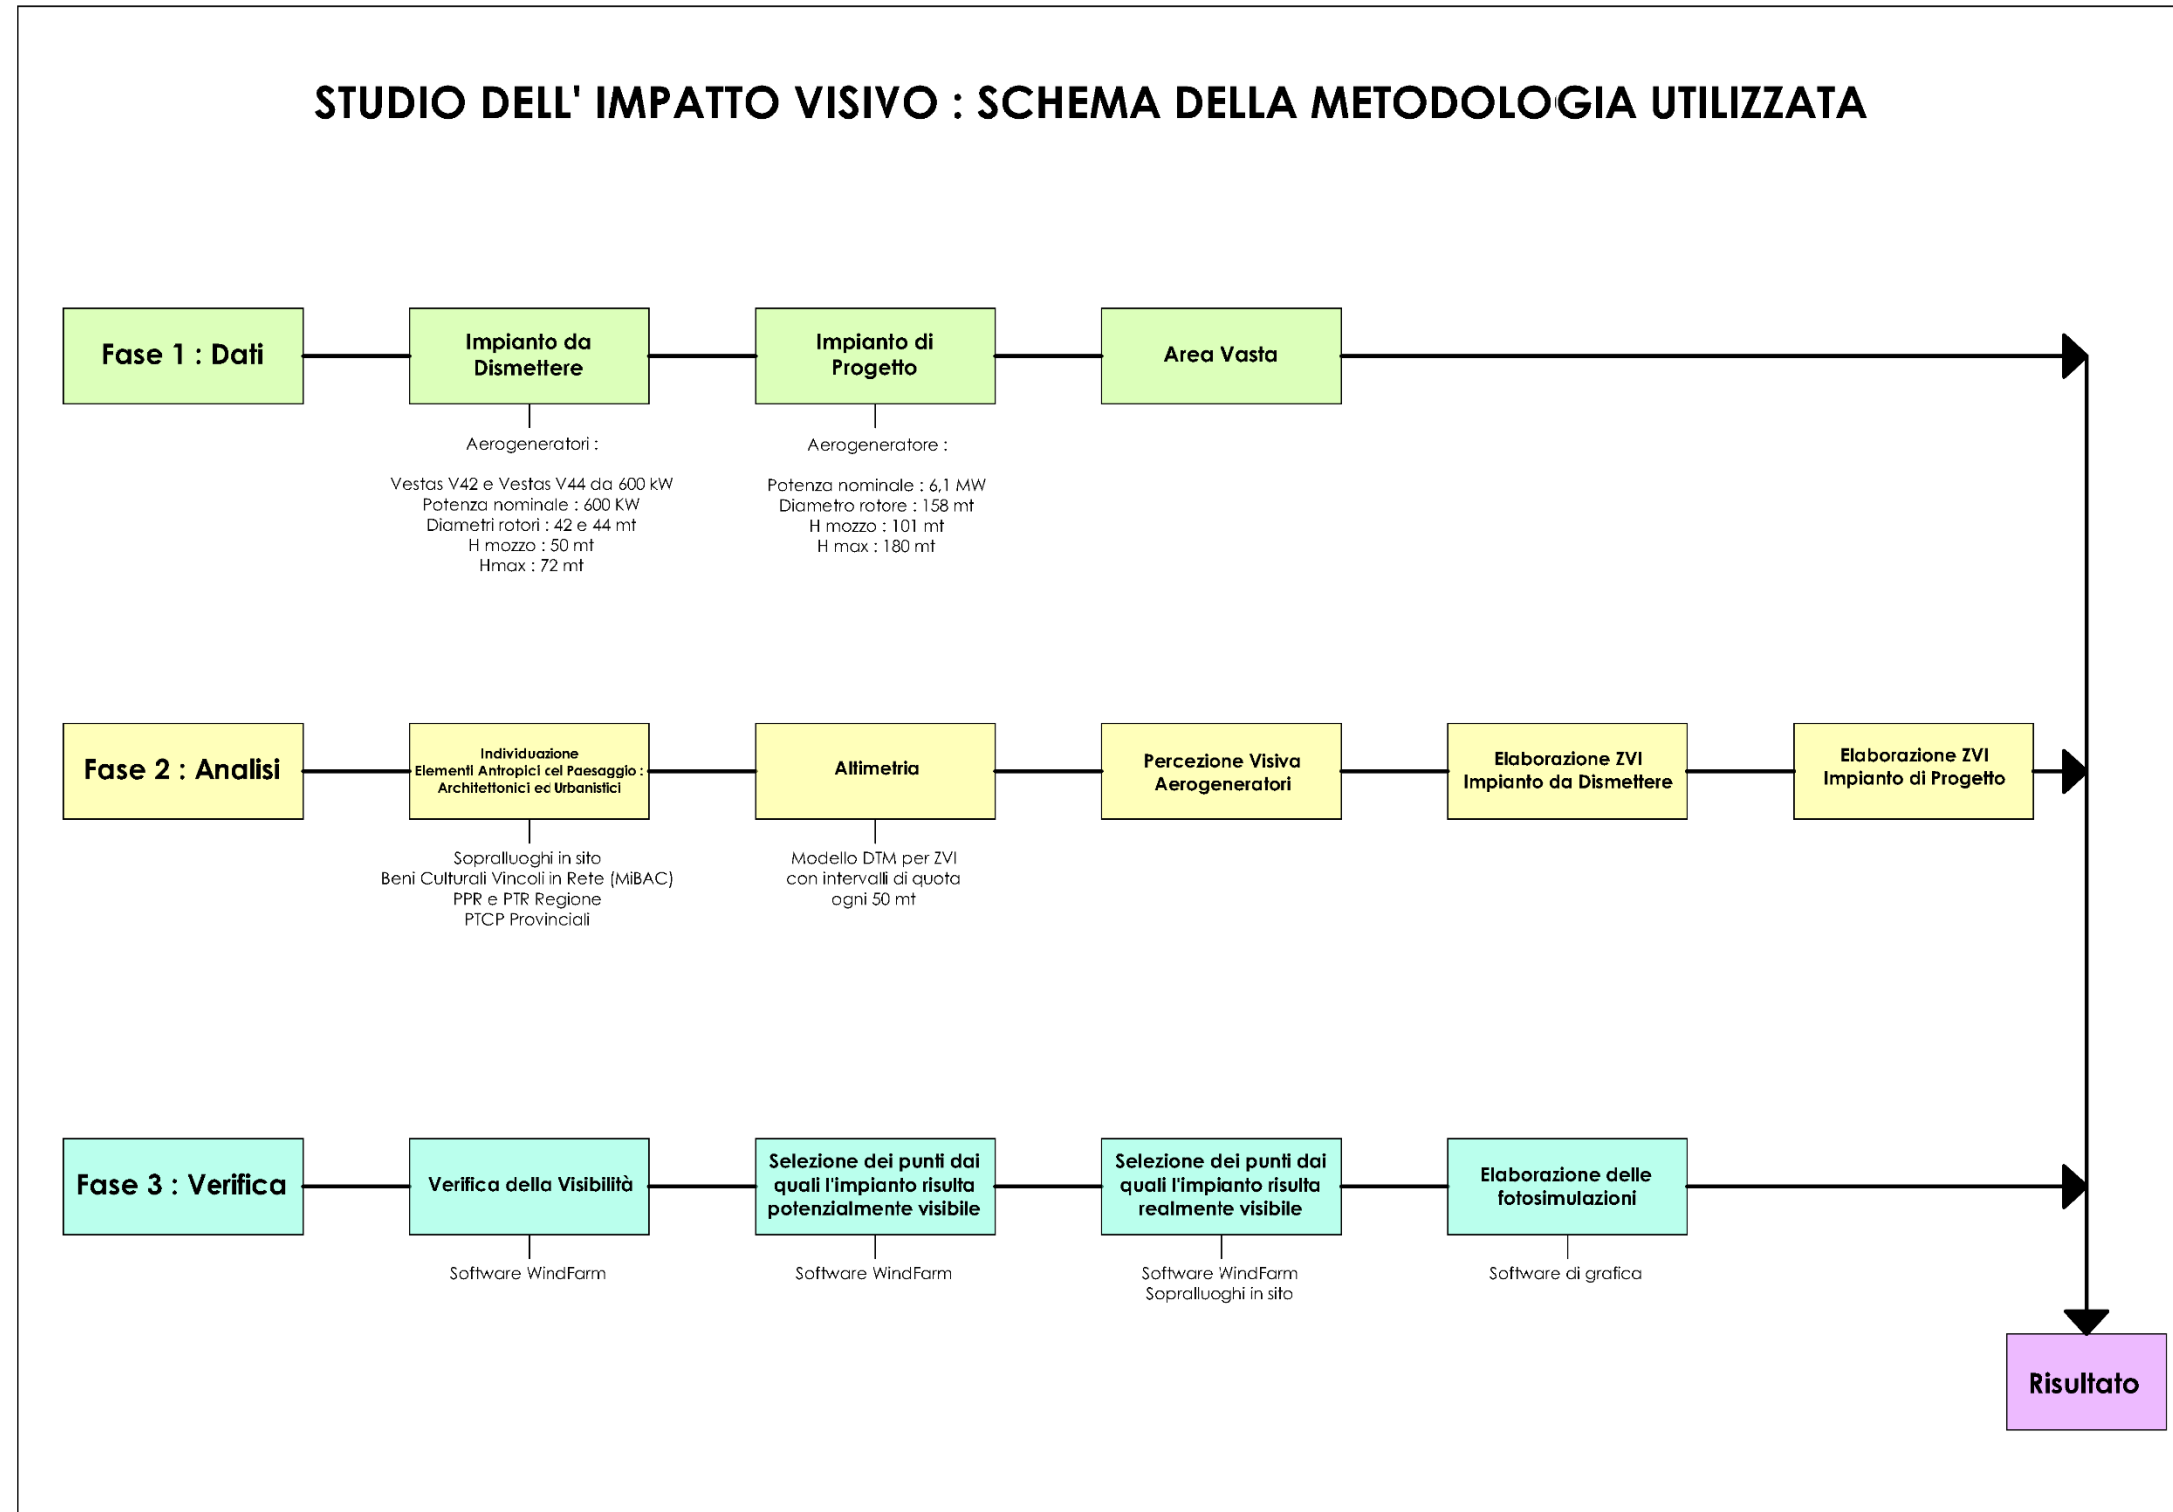 STUDIO DELL' IMPATTO VISIVO : SCHEMA DELLA METODOLOGIA UTILIZZATA
Fase 1 : Dati
Impianto da
Dismettere
Impianto di
Progetto
Area Vasta
Aerogeneratori :
Vestas V42 e Vestas V44 da 600 kW
Potenza nominale : 600 KW
Diametri rotori : 42 e 44 mt
H mozzo : 50 mt
Hmax : 72 mt
Aerogeneratore :
Potenza nominale : 6,1 MW
Diametro rotore : 158 mt
H mozzo : 101 mt
H max : 180 mt
Fase 2 : Analisi
Individuazione
Elementi Antropici del Paesaggio :
Architettonici ed Urbanistici
Altimetria
Percezione Visiva
Aerogeneratori
Elaborazione ZVI
Impianto da Dismettere
Elaborazione ZVI
Impianto di Progetto
Sopralluoghi in sito
Beni Culturali Vincoli in Rete (MiBAC)
PPR e PTR Regione
PTCP Provinciali
Modello DTM per ZVI
con intervalli di quota
ogni 50 mt
Fase 3 : Verifica
Verifica della Visibilità
Selezione dei punti dai
quali l'impianto risulta
potenzialmente visibile
Selezione dei punti dai
quali l'impianto risulta
realmente visibile
Elaborazione delle
fotosimulazioni
Software WindFarm
Software WindFarm
Software WindFarm
Sopralluoghi in sito
Software di grafica
Risultato